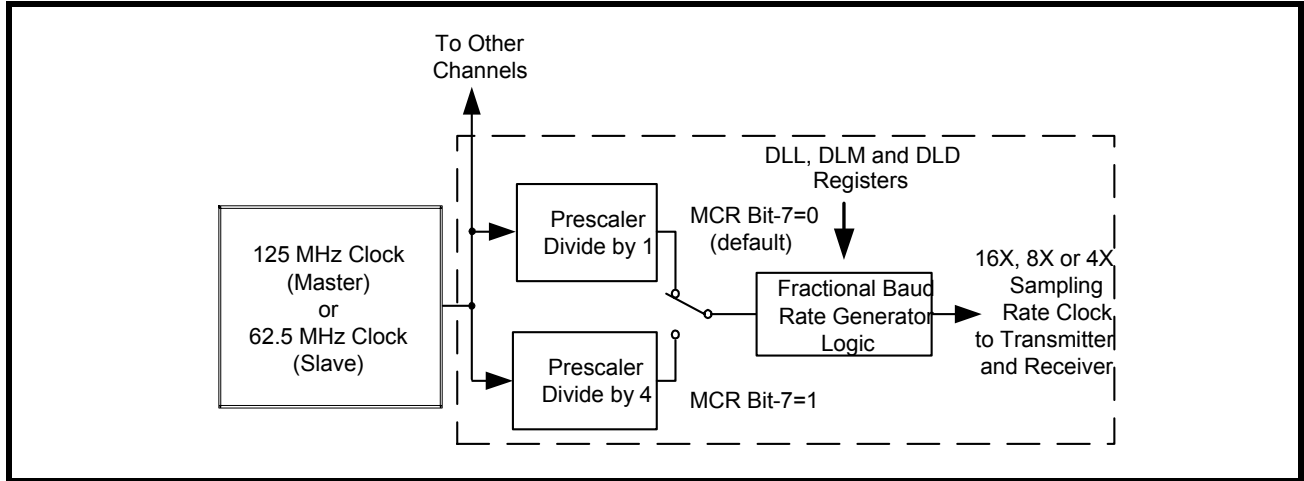 To Other
Channels
DLL, DLM and DLD
Registers
Prescaler
Divide by 1
MCR Bit-7=0
(default)
125 MHz Clock
(Master)
or
62.5 MHz Clock
(Slave)
Fractional Baud
Rate Generator
Logic
16X, 8X or 4X
Sampling
Rate Clock
to Transmitter
and Receiver
Prescaler
Divide by 4
MCR Bit-7=1